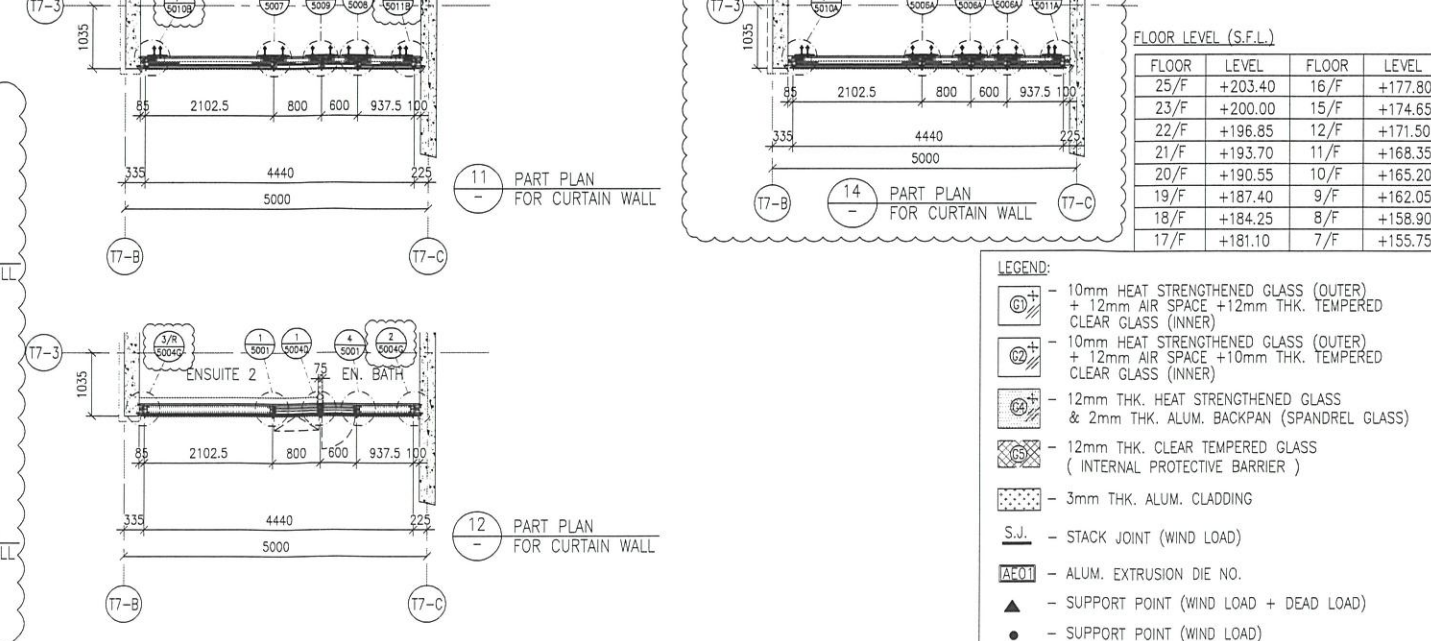 T7-3
5010B
5007
5009
5008
5011B
1035
85 2102.5 800 600 937.5 100
335 4440 225
5000
T7-B
T7-C
11
-
PART PLAN
FOR CURTAIN WALL
T7-3
5010A
5006A
5006A
5006A
5011A
1035
85 2102.5 800 600 937.5 100
335 4440 225
5000
T7-B
T7-C
14
-
PART PLAN
FOR CURTAIN WALL
LL
LL
T7-3
3/R
5004G
1
5001
1
5004D
4
5001
2
5004G
ENSUITE 2
75
EN. BATH
1035
85 2102.5 800 600 937.5 100
335 4440 225
5000
T7-B
T7-C
12
-
PART PLAN
FOR CURTAIN WALL
FLOOR LEVEL (S.F.L.)
FLOOR LEVEL FLOOR LEVEL
25/F +203.40 16/F +177.80
23/F +200.00 15/F +174.65
22/F +196.85 12/F +171.50
21/F +193.70 11/F +168.35
20/F +190.55 10/F +165.20
19/F +187.40 9/F +162.05
18/F +184.25 8/F +158.90
17/F +181.10 7/F +155.75
LEGEND:
G1 - 10mm HEAT STRENGTHENED GLASS (OUTER)
+ 12mm AIR SPACE +12mm THK. TEMPERED
CLEAR GLASS (INNER)
G2 - 10mm HEAT STRENGTHENED GLASS (OUTER)
+ 12mm AIR SPACE +10mm THK. TEMPERED
CLEAR GLASS (INNER)
G4 - 12mm THK. HEAT STRENGTHENED GLASS
& 2mm THK. ALUM. BACKPAN (SPANDREL GLASS)
G5 - 12mm THK. CLEAR TEMPERED GLASS
( INTERNAL PROTECTIVE BARRIER )
- 3mm THK. ALUM. CLADDING
S.J. - STACK JOINT (WIND LOAD)
AE01 - ALUM. EXTRUSION DIE NO.
- SUPPORT POINT (WIND LOAD + DEAD LOAD)
- SUPPORT POINT (WIND LOAD)